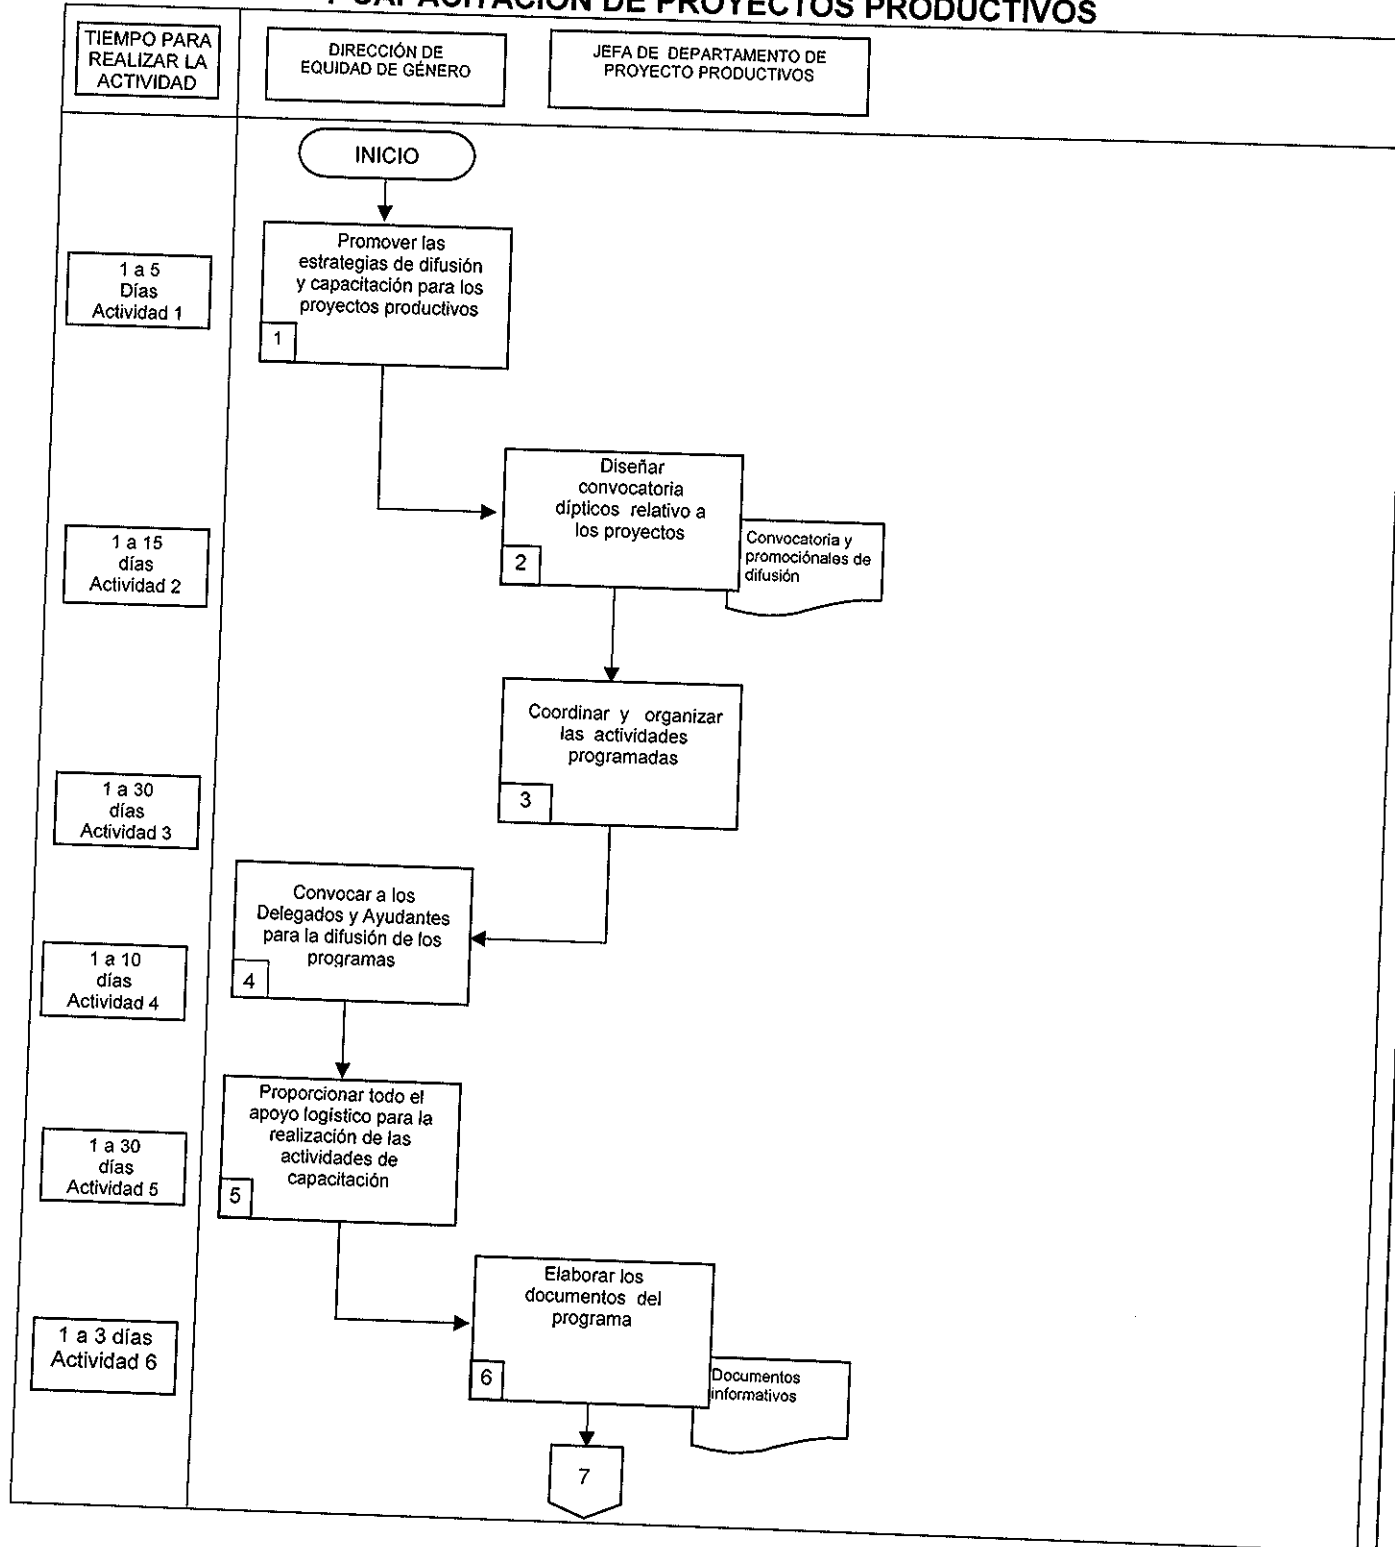 Y CAPACITACIÓN DE PROYECTOS PRODUCTIVOS
TIEMPO PARA
REALIZAR LA
ACTIVIDAD
DIRECCIÓN DE
EQUIDAD DE GÉNERO
JEFA DE DEPARTAMENTO DE
PROYECTO PRODUCTIVOS
INICIO
1 a 5
Días
Actividad 1
Promover las
estrategias de difusión
y capacitación para los
proyectos productivos
1
1 a 15
días
Actividad 2
Diseñar
convocatoria
dípticos relativo a
los proyectos
2
Convocatoria y
promociónales de
difusión
1 a 30
días
Actividad 3
Coordinar y organizar
las actividades
programadas
3
1 a 10
días
Actividad 4
Convocar a los
Delegados y Ayudantes
para la difusión de los
programas
4
1 a 30
días
Actividad 5
Proporcionar todo el
apoyo logístico para la
realización de las
actividades de
capacitación
5
1 a 3 días
Actividad 6
Elaborar los
documentos del
programa
6
Documentos
informativos
7